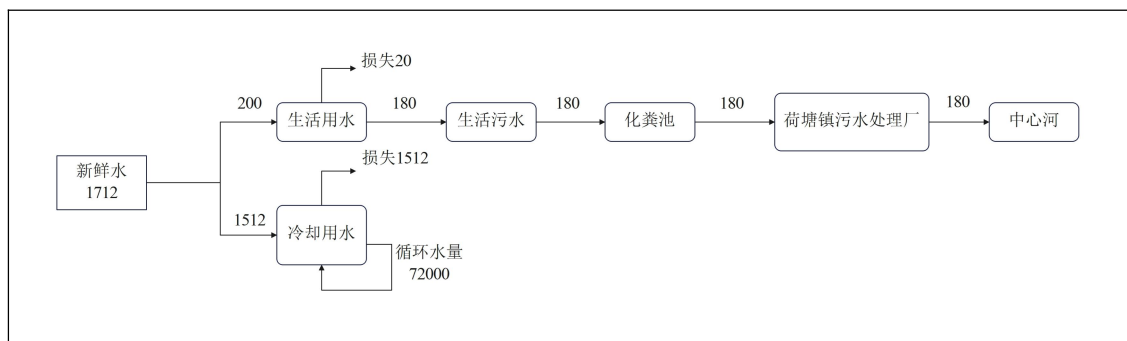 损失20
200
生活用水
180
生活污水
180
化粪池
180
荷塘镇污水处理厂
180
中心河
新鲜水
1712
损失1512
1512
冷却用水
循环水量
72000